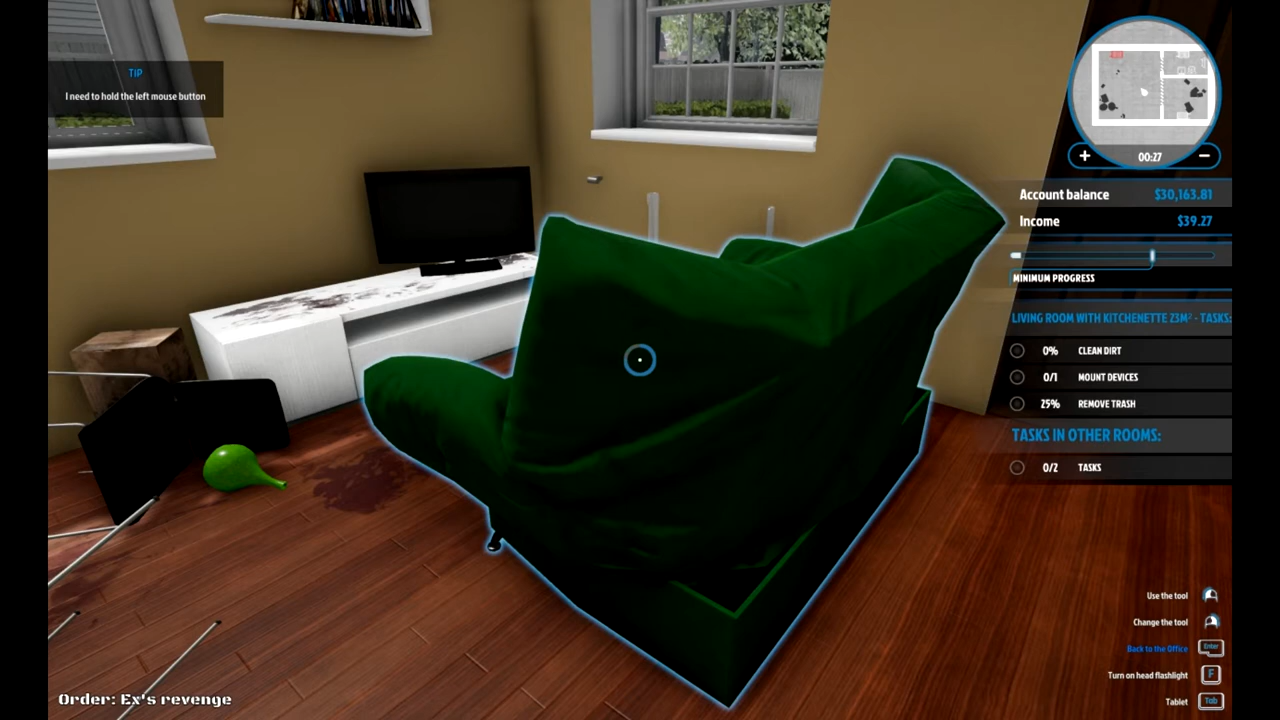 TIP
I need to hold the left mouse button
+ 00:27 −
Account balance $30,163.81
Income $39.27
MINIMUM PROGRESS
LIVING ROOM WITH KITCHENETTE 23M² - TASKS:
0% CLEAN DIRT
0/1 MOUNT DEVICES
25% REMOVE TRASH
TASKS IN OTHER ROOMS:
0/2 TASKS
Use the tool
Change the tool
Back to the Office Enter
Turn on head flashlight F
Tablet Tab
Order: Ex's revenge